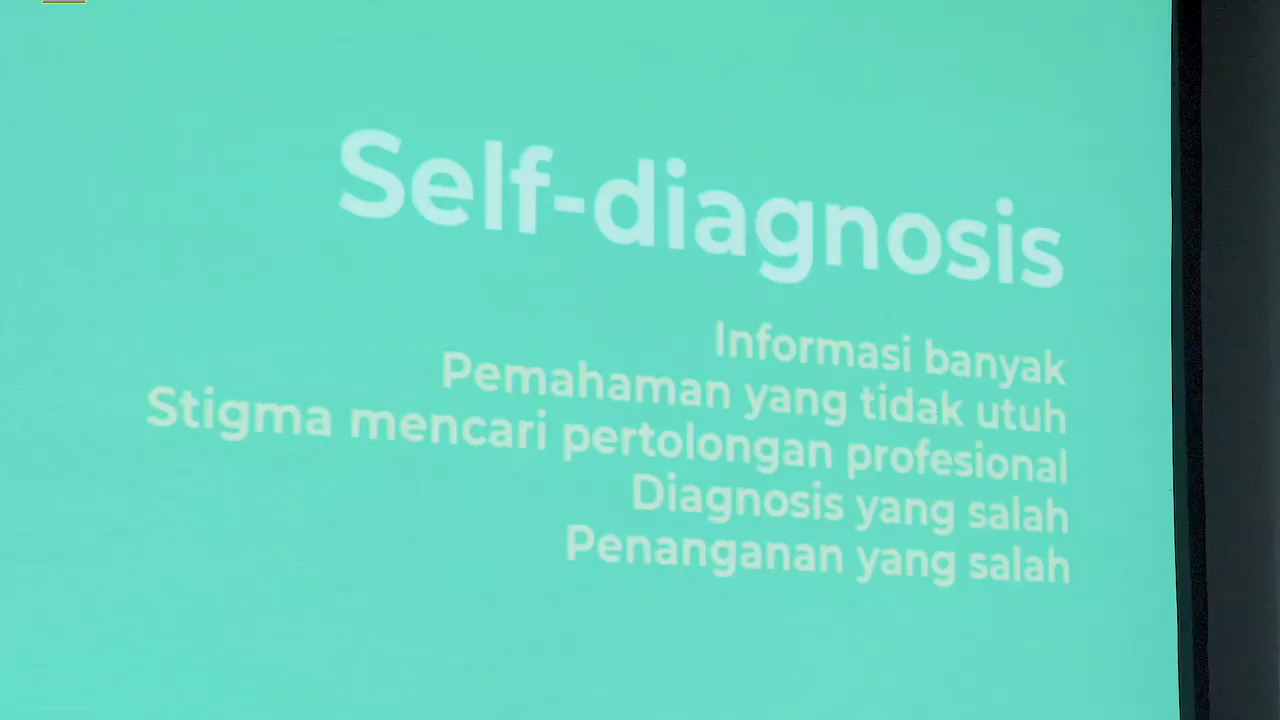 Self-diagnosis
Informasi banyak
Pemahaman yang tidak utuh
Stigma mencari pertolongan profesional
Diagnosis yang salah
Penanganan yang salah